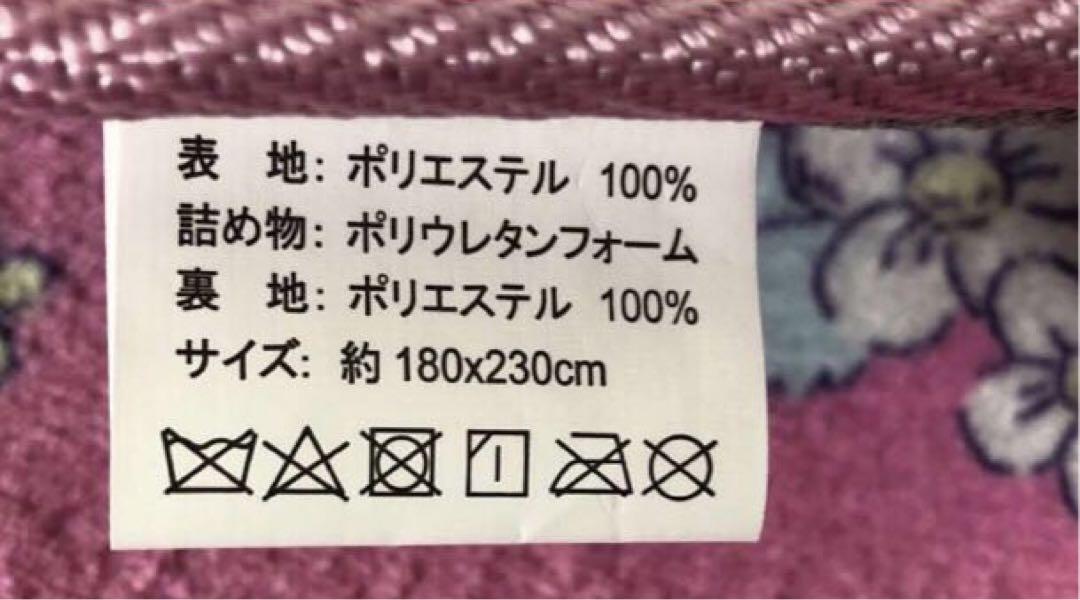 表　地: ポリエステル 100%
詰め物: ポリウレタンフォーム
裏　地: ポリエステル 100%
サイズ: 約 180x230cm